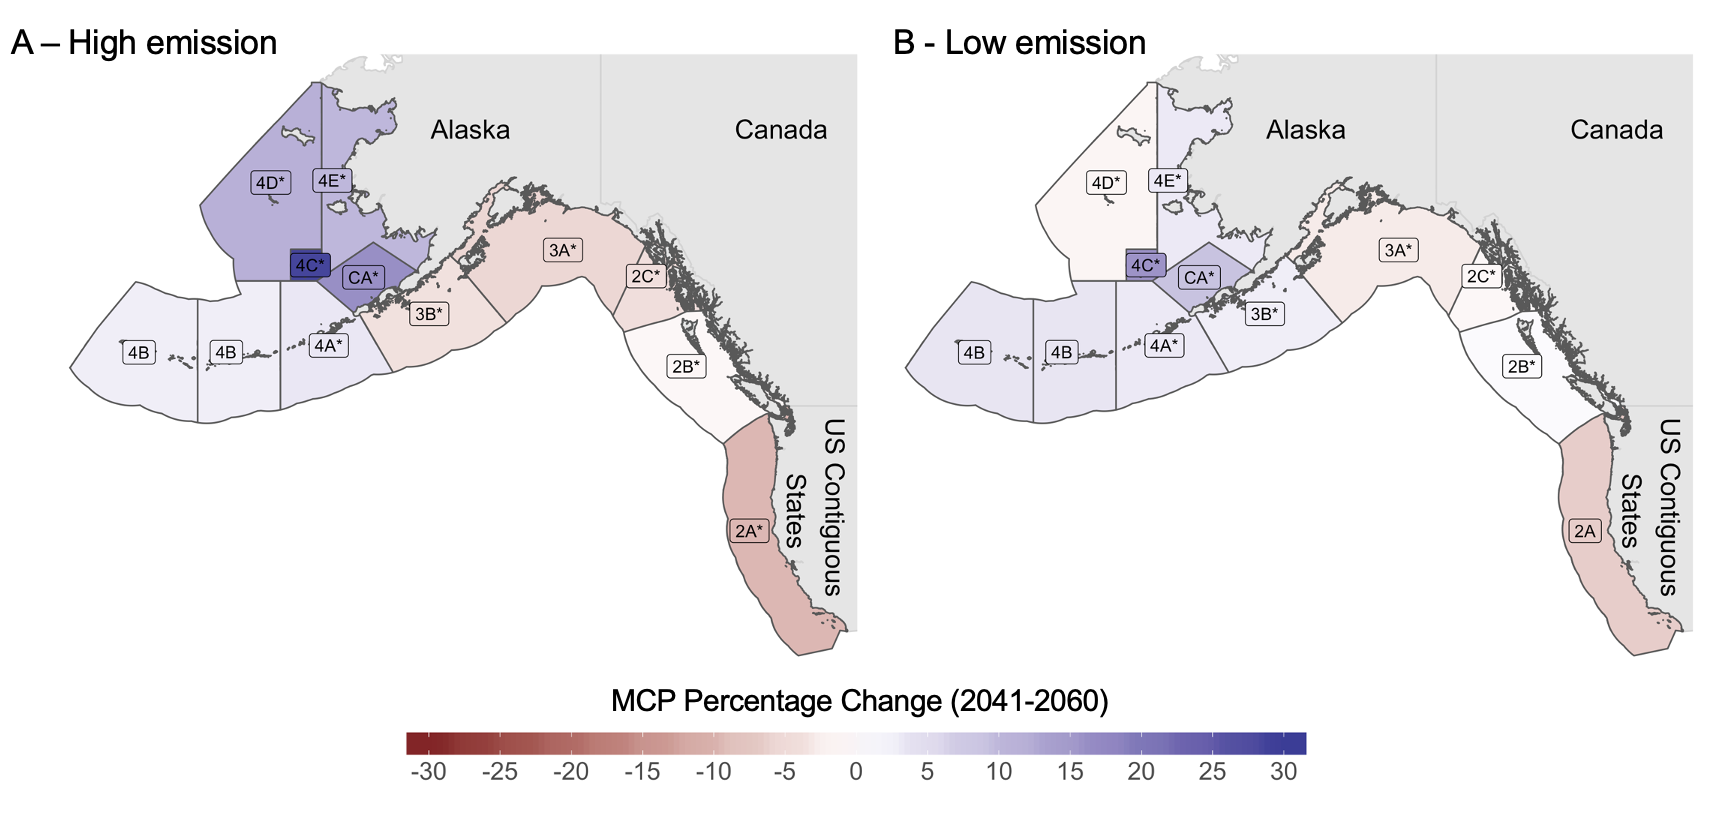 A – High emission
B - Low emission
Alaska
Canada
4D*
4E*
4C*
CA*
3A*
2C*
3B*
4B
4B
4A*
2B*
2A*
US Contiguous
States
Alaska
Canada
4D*
4E*
4C*
CA*
3A*
2C*
3B*
4B
4B
4A*
2B*
2A
US Contiguous
States
MCP Percentage Change (2041-2060)
-30 -25 -20 -15 -10 -5 0 5 10 15 20 25 30